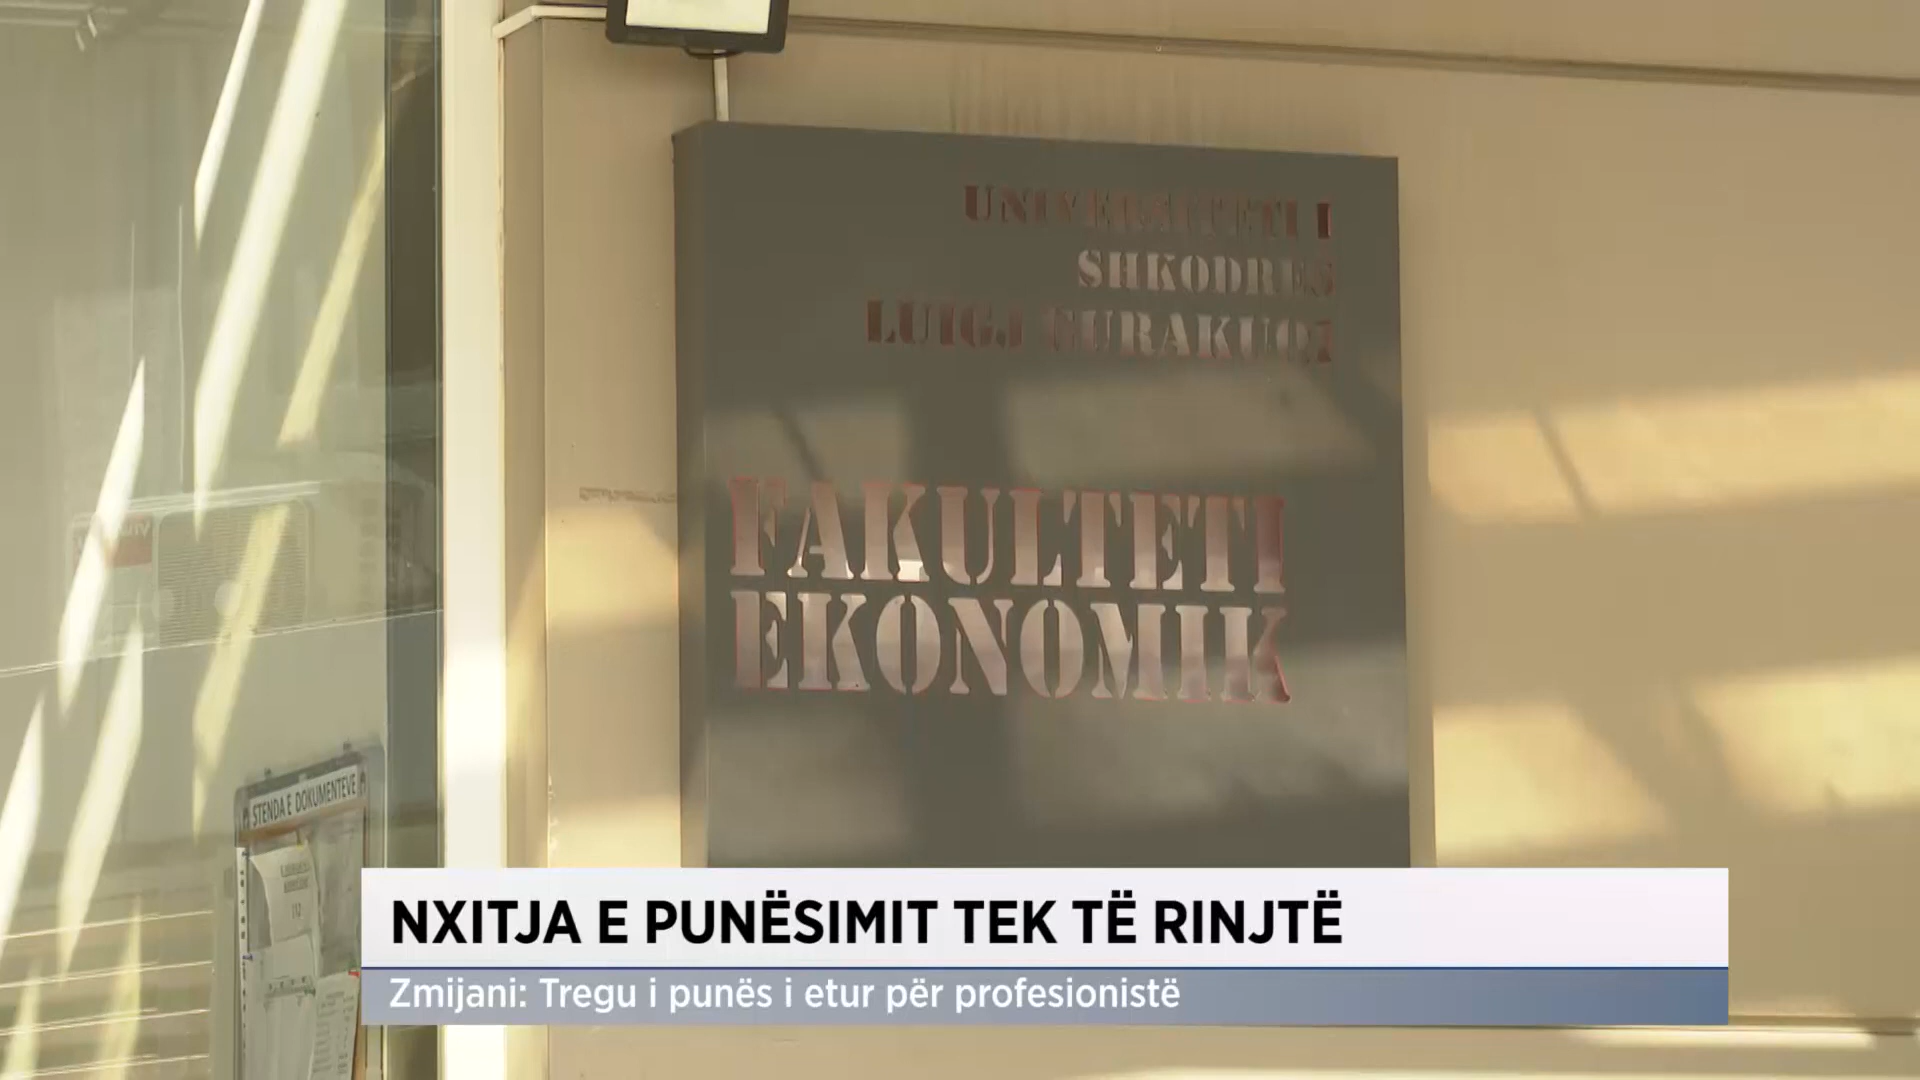 UNIVERSITETI I
SHKODRES
LUIGJ GURAKUQI
FAKULTETI
EKONOMIK
STENDA E DOKUMENTEVE
NXITJA E PUNËSIMIT TEK TË RINJTË
Zmijani: Tregu i punës i etur për profesionistë